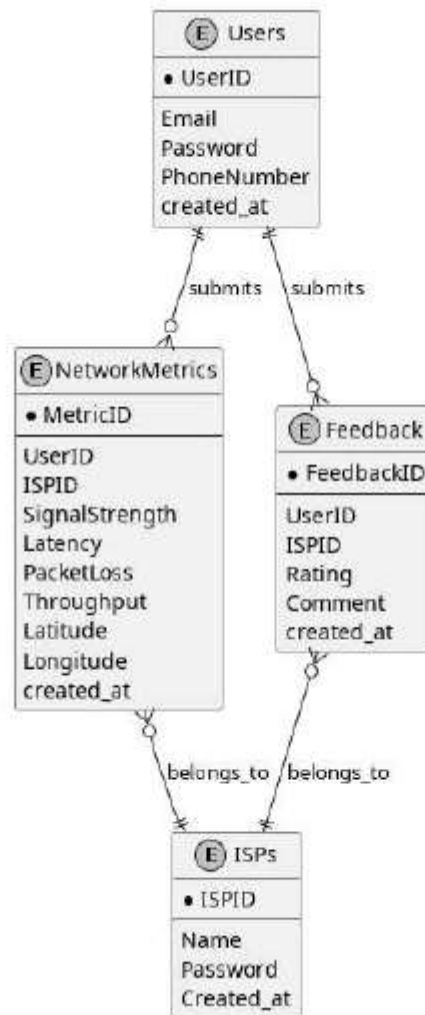 E Users
• UserID
Email
Password
PhoneNumber
created_at
submits
submits
E NetworkMetrics
• MetricID
UserID
ISPID
SignalStrength
Latency
PacketLoss
Throughput
Latitude
Longitude
created_at
E Feedback
• FeedbackID
UserID
ISPID
Rating
Comment
created_at
belongs_to
belongs_to
E ISPs
• ISPID
Name
Password
Created_at